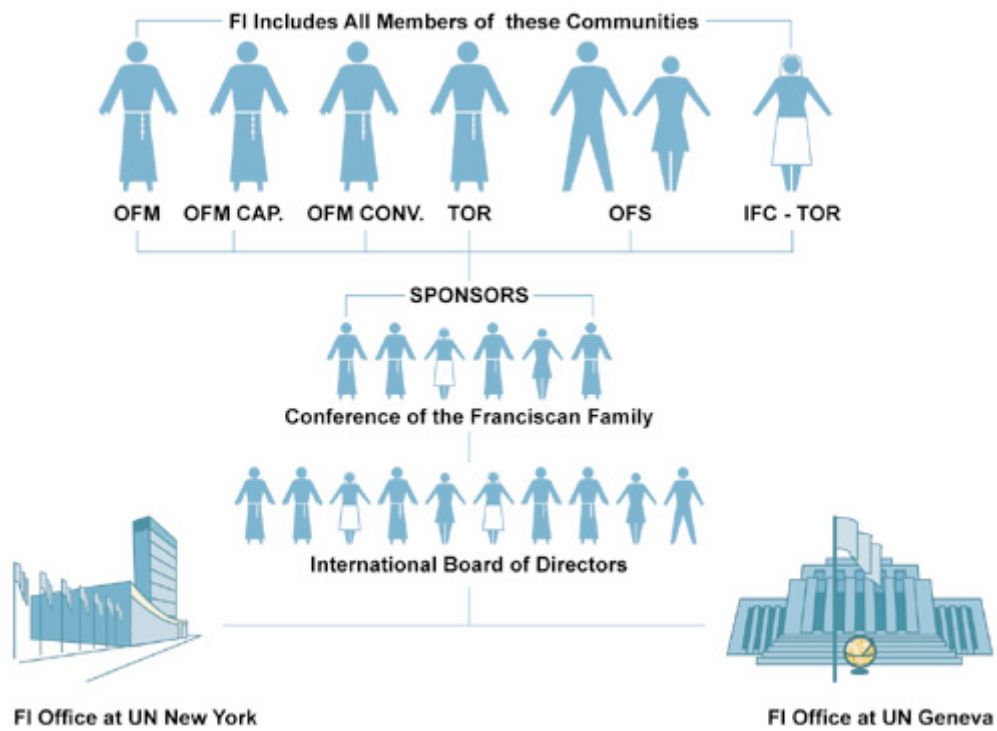 FI Includes All Members of these Communities
OFM
OFM CAP.
OFM CONV.
TOR
OFS
IFC - TOR
SPONSORS
Conference of the Franciscan Family
International Board of Directors
FI Office at UN New York
FI Office at UN Geneva